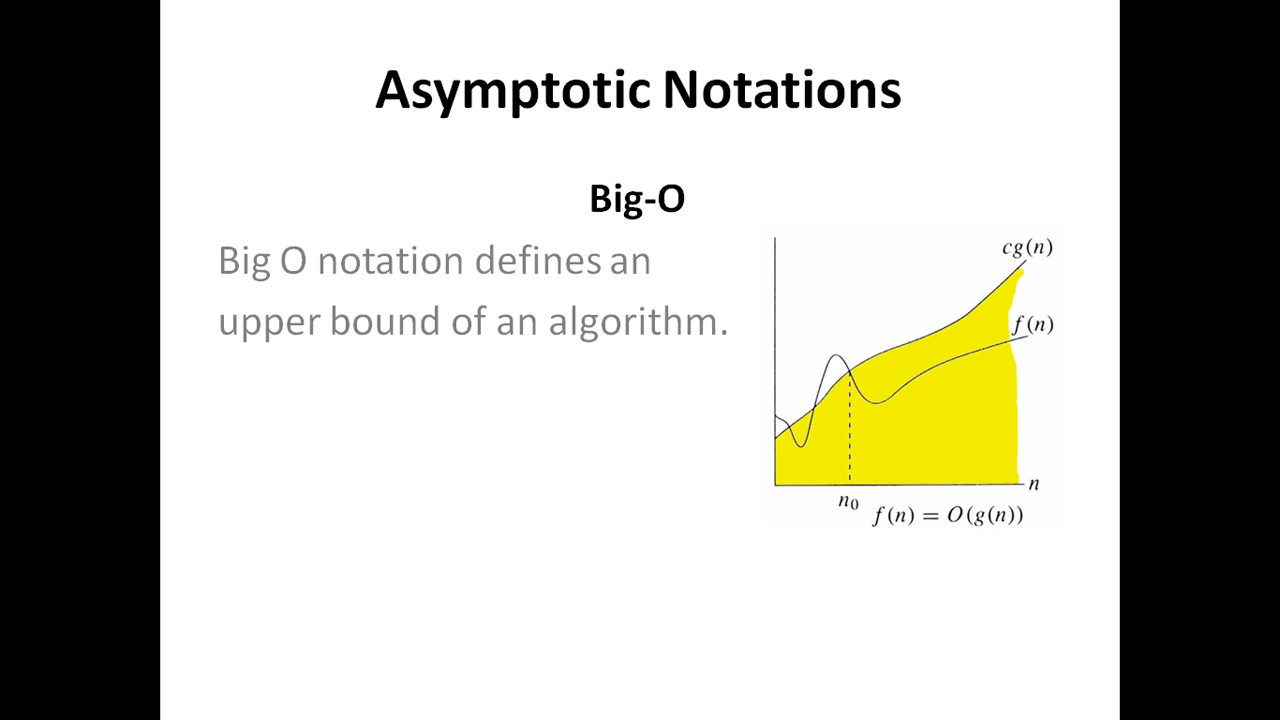 Asymptotic Notations
Big-O
Big O notation defines an
upper bound of an algorithm.
cg(n)
f(n)
n
n₀
f(n) = O(g(n))